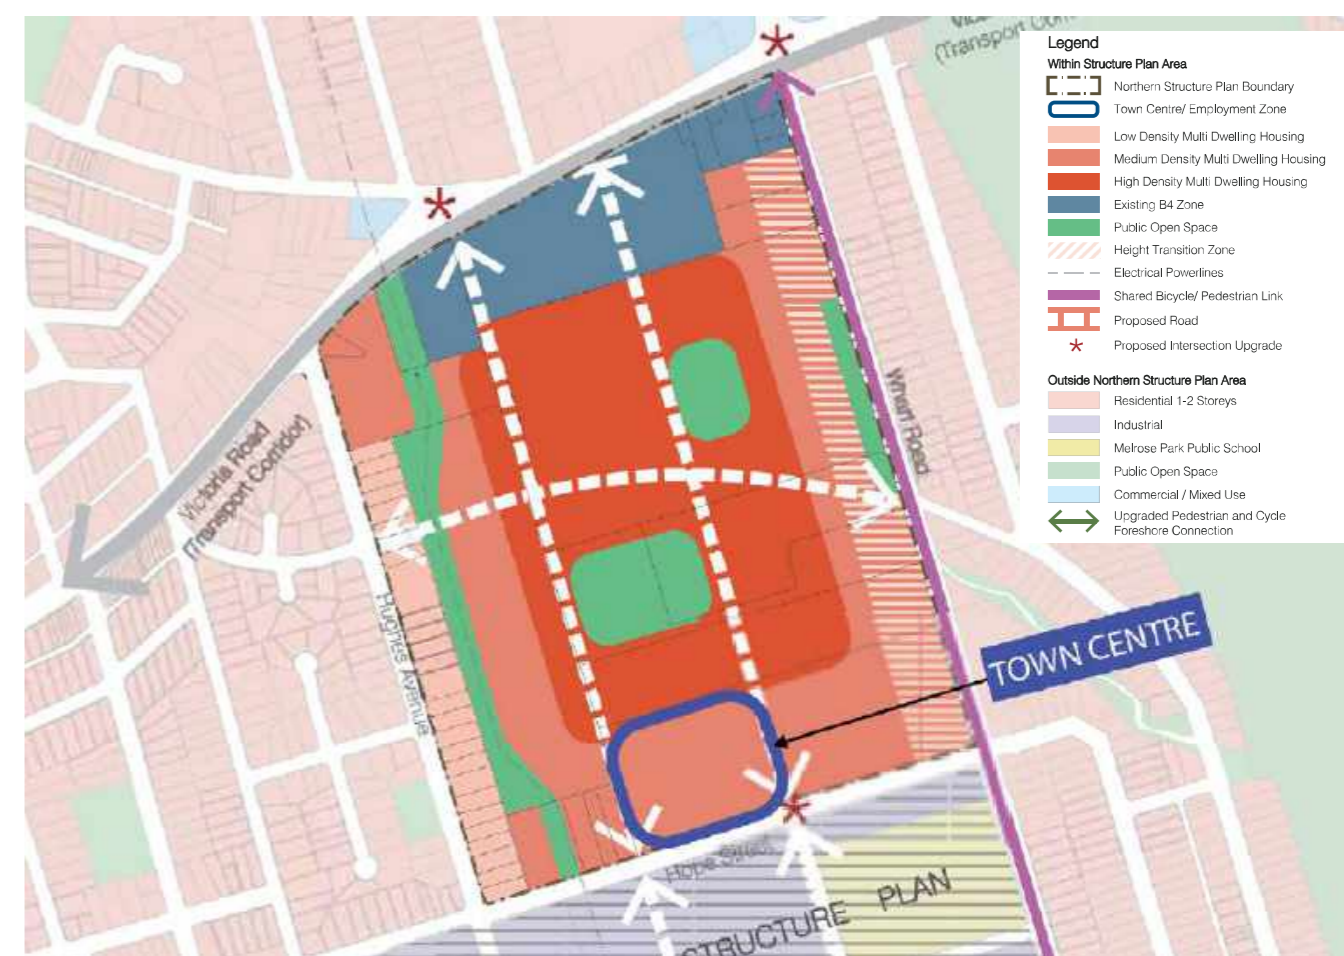 (Transport Corr
Legend
Within Structure Plan Area
Northern Structure Plan Boundary
Town Centre/ Employment Zone
Low Density Multi Dwelling Housing
Medium Density Multi Dwelling Housing
High Density Multi Dwelling Housing
Existing B4 Zone
Public Open Space
Height Transition Zone
Electrical Powerlines
Shared Bicycle/ Pedestrian Link
Proposed Road
Proposed Intersection Upgrade
Outside Northern Structure Plan Area
Residential 1-2 Storeys
Industrial
Melrose Park Public School
Public Open Space
Commercial / Mixed Use
Upgraded Pedestrian and Cycle
Foreshore Connection
Victoria Road
(Transport Corridor)
Wharf Road
Hughes Avenue
TOWN CENTRE
Hope Street
STRUCTURE PLAN